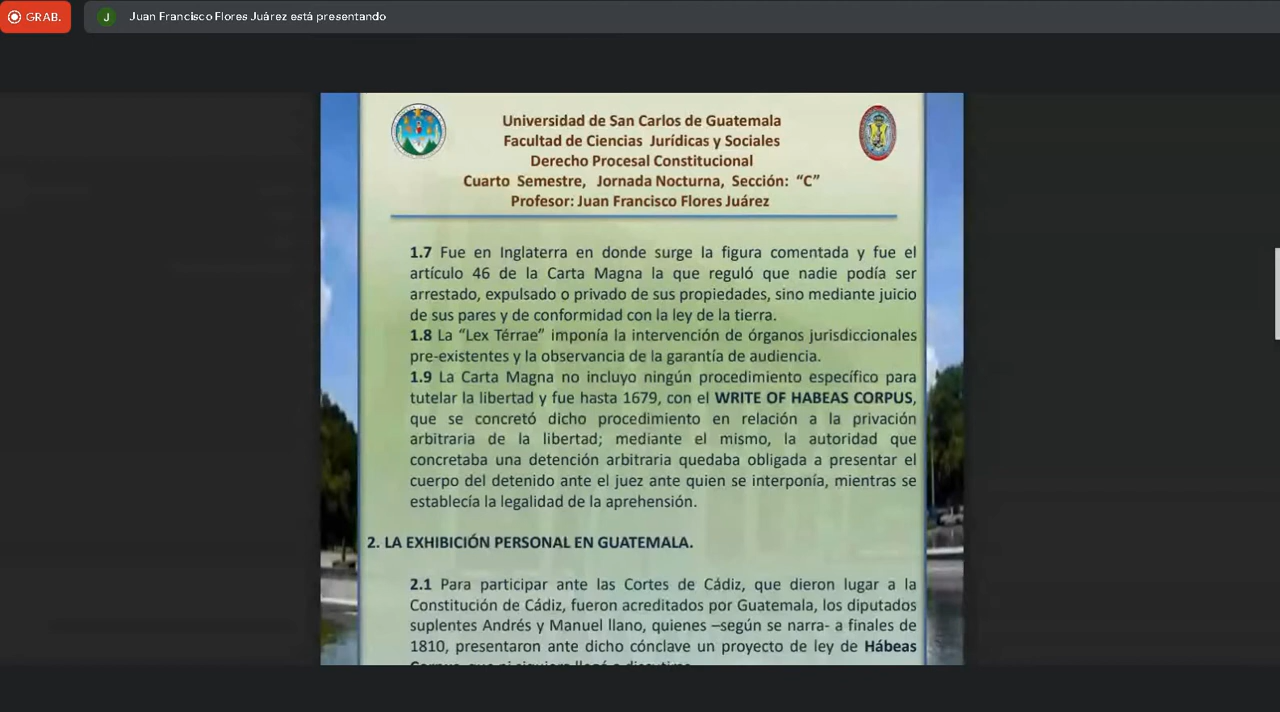 GRAB.
J
Juan Francisco Flores Juárez está presentando
Universidad de San Carlos de Guatemala
Facultad de Ciencias Jurídicas y Sociales
Derecho Procesal Constitucional
Cuarto Semestre, Jornada Nocturna, Sección: “C”
Profesor: Juan Francisco Flores Juárez
1.7 Fue en Inglaterra en donde surge la figura comentada y fue el
artículo 46 de la Carta Magna la que reguló que nadie podía ser
arrestado, expulsado o privado de sus propiedades, sino mediante juicio
de sus pares y de conformidad con la ley de la tierra.
1.8 La “Lex Térrae” imponía la intervención de órganos jurisdiccionales
pre-existentes y la observancia de la garantía de audiencia.
1.9 La Carta Magna no incluyo ningún procedimiento específico para
tutelar la libertad y fue hasta 1679, con el WRITE OF HABEAS CORPUS,
que se concretó dicho procedimiento en relación a la privación
arbitraria de la libertad; mediante el mismo, la autoridad que
concretaba una detención arbitraria quedaba obligada a presentar el
cuerpo del detenido ante el juez ante quien se interponía, mientras se
establecía la legalidad de la aprehensión.
2. LA EXHIBICIÓN PERSONAL EN GUATEMALA.
2.1 Para participar ante las Cortes de Cádiz, que dieron lugar a la
Constitución de Cádiz, fueron acreditados por Guatemala, los diputados
suplentes Andrés y Manuel llano, quienes –según se narra- a finales de
1810, presentaron ante dicho cónclave un proyecto de ley de Hábeas